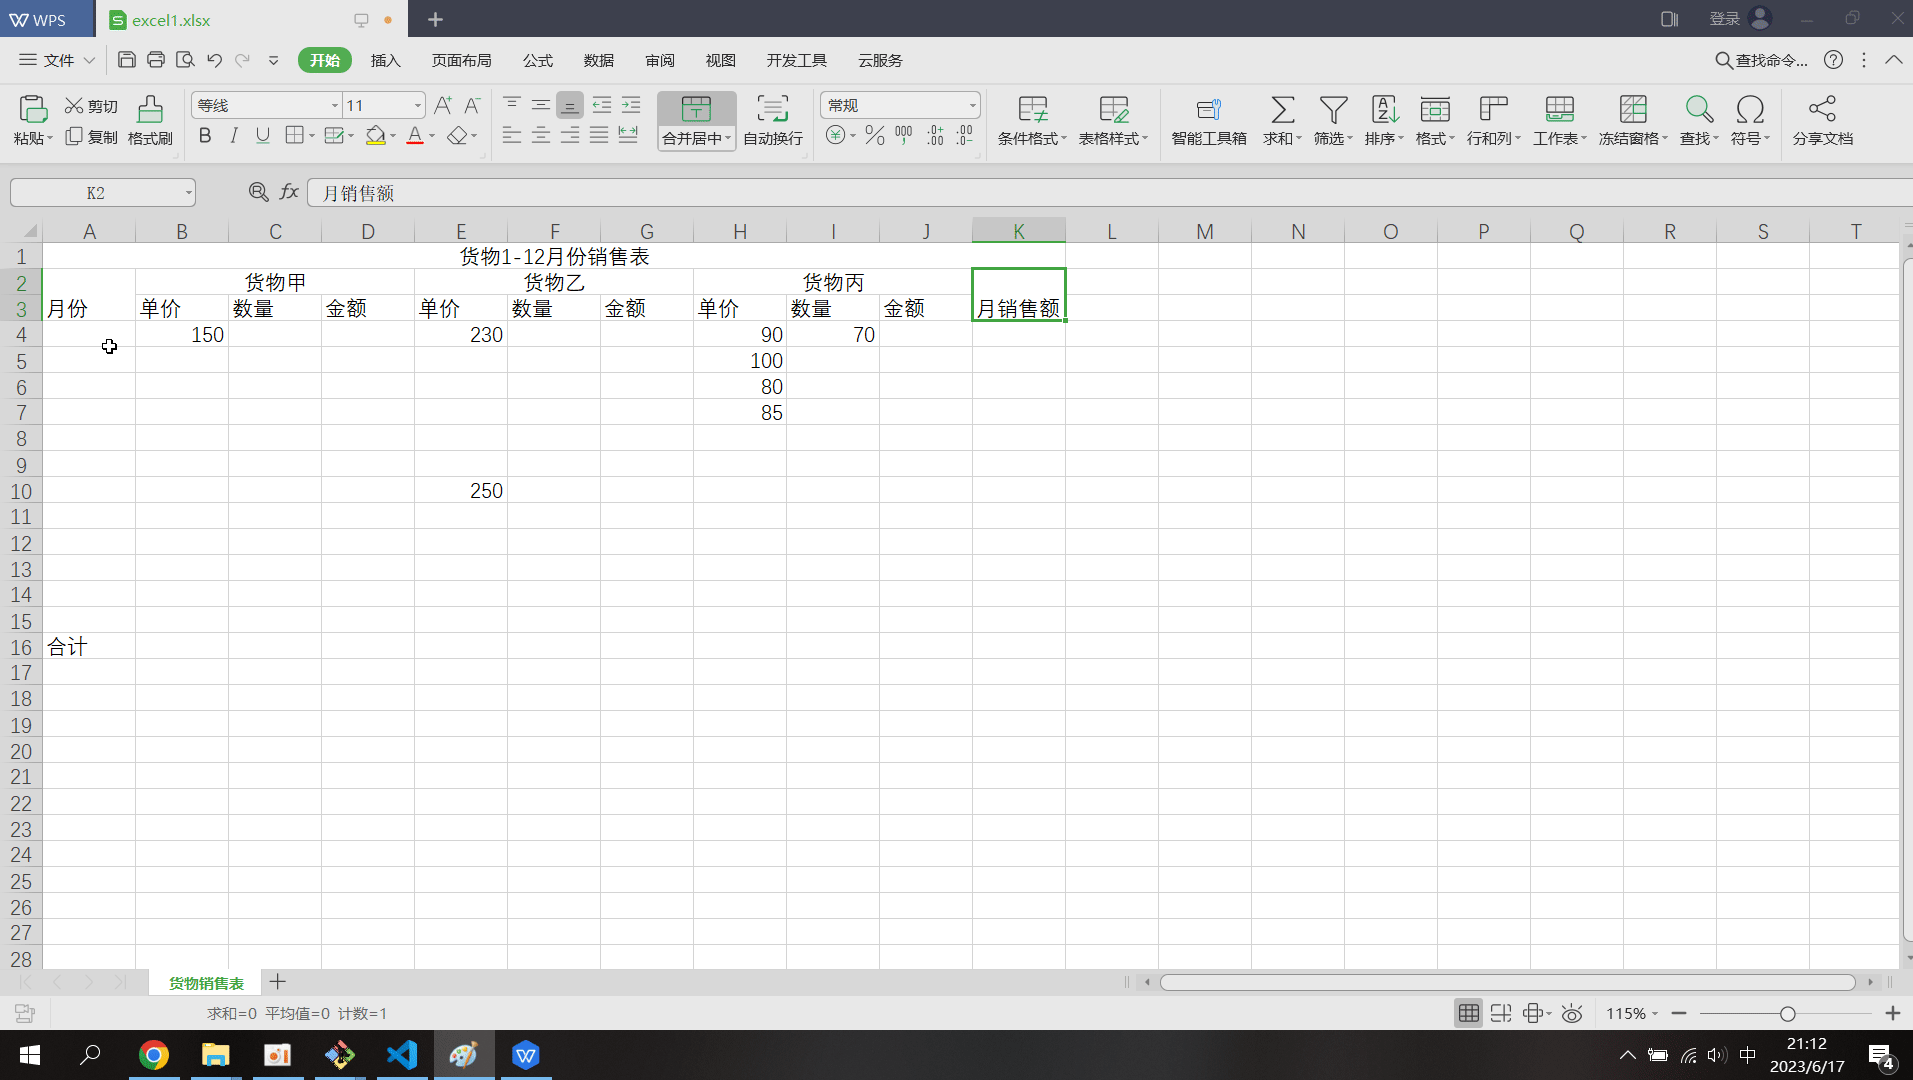 WPS excel1.xlsx 登录
文件 开始 插入 页面布局 公式 数据 审阅 视图 开发工具 云服务 查找命令...
粘贴 剪切 复制 格式刷 等线 11 合并居中 自动换行 常规 条件格式 表格样式 智能工具箱 求和 筛选 排序 格式 行和列 工作表 冻结窗格 查找 符号 分享文档
K2 fx 月销售额
A B C D E F G H I J K L M N O P Q R S T
1 货物1-12月份销售表
2 货物甲 货物乙 货物丙
3 月份 单价 数量 金额 单价 数量 金额 单价 数量 金额 月销售额
4 150 230 90 70
5 100
6 80
7 85
8
9
10 250
11
12
13
14
15
16 合计
17
18
19
20
21
22
23
24
25
26
27
28
货物销售表
求和=0 平均值=0 计数=1 115%
中 21:12
2023/6/17 4